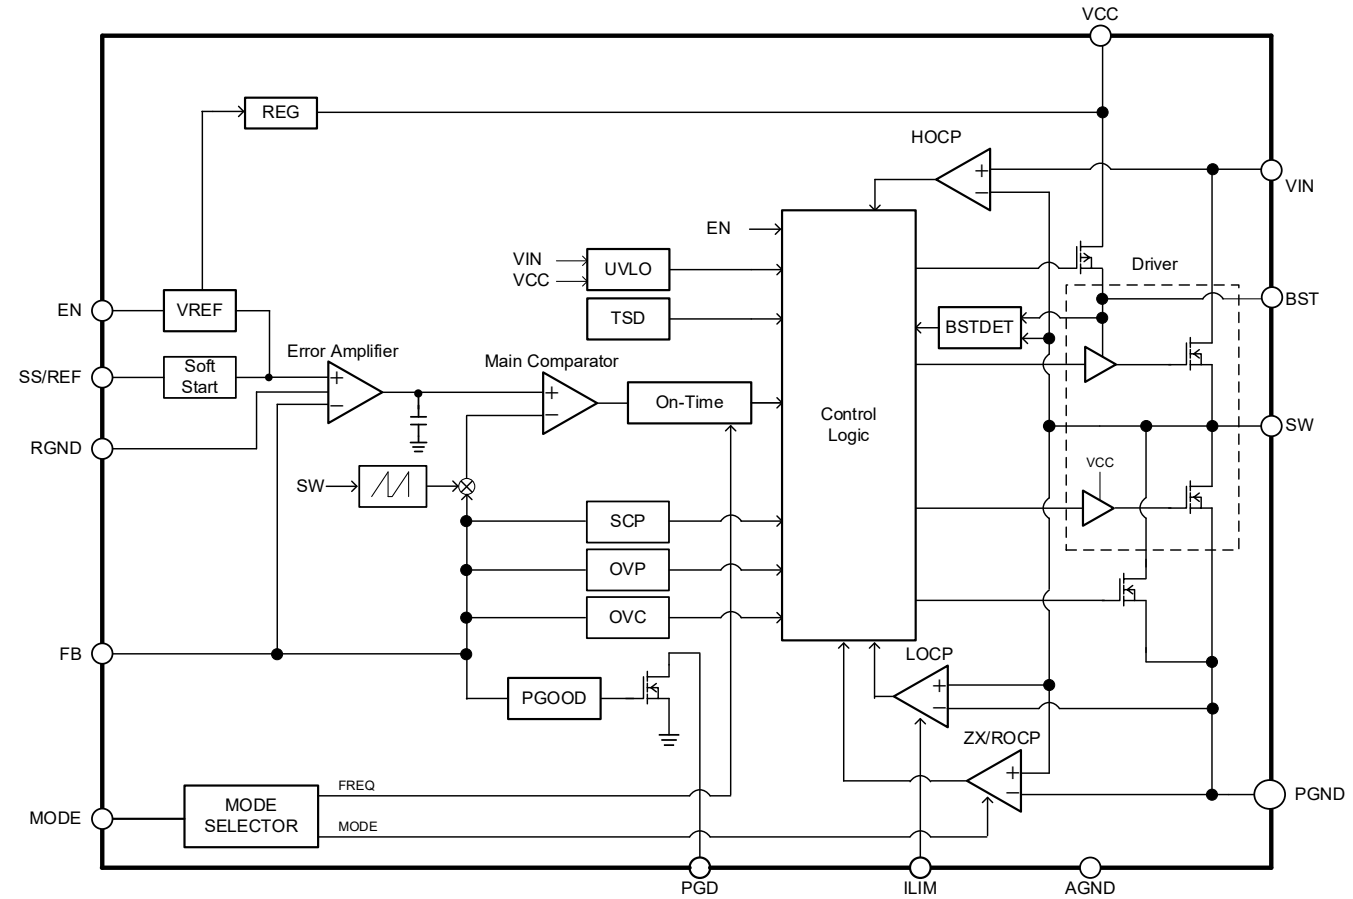 VCC
REG
HOCP
+
−
VIN
EN
VIN
VCC
UVLO
Driver
EN
VREF
BST
TSD
BSTDET
Error Amplifier
Main Comparator
SS/REF
Soft
Start
+
−
+
−
On-Time
Control
Logic
SW
RGND
VCC
SW
SCP
OVP
OVC
FB
LOCP
+
−
PGOOD
ZX/ROCP
+
−
FREQ
MODE
MODE
SELECTOR
PGND
MODE
PGD
ILIM
AGND